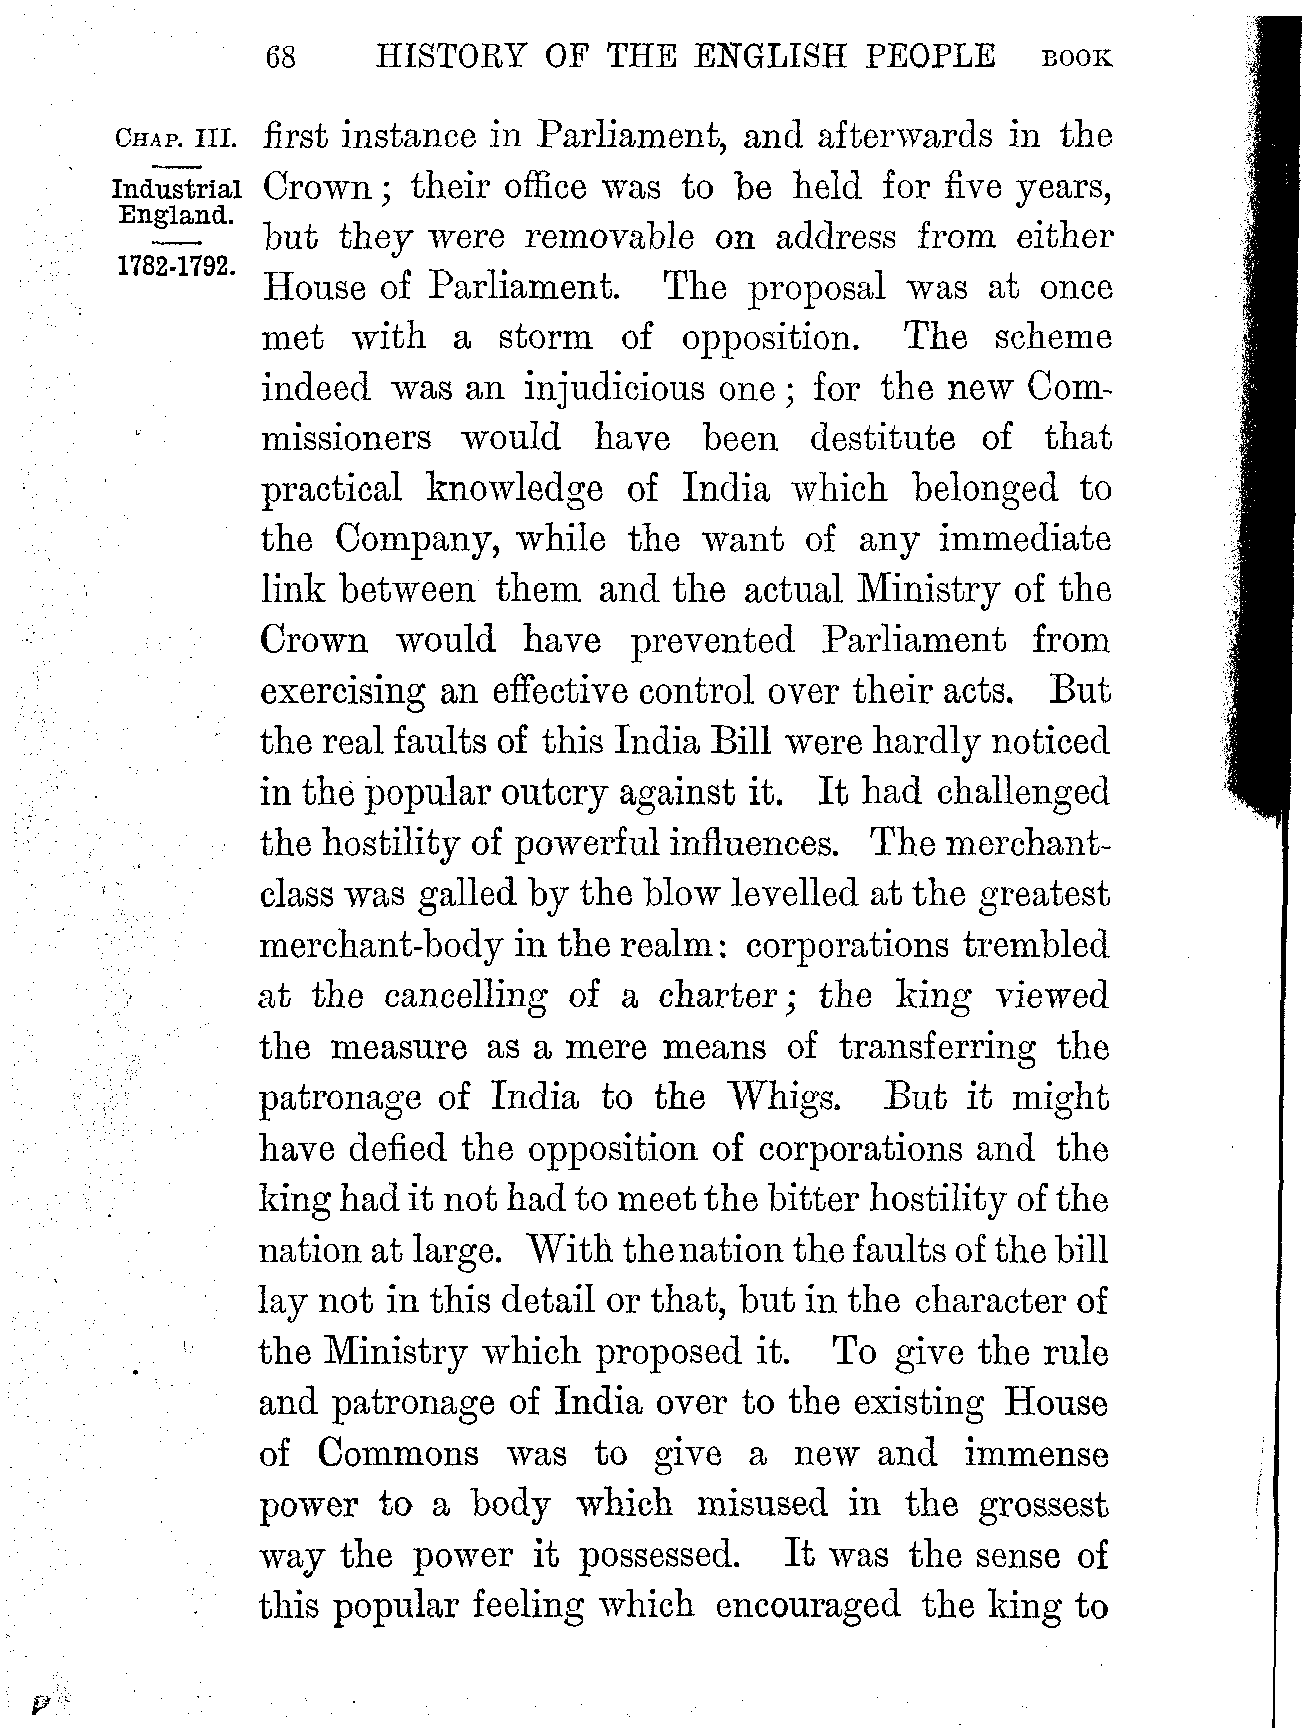 68 HISTORY OF THE ENGLISH PEOPLE BOOK
CHAP. III.
Industrial
England.
1782-1792.
first instance in Parliament, and afterwards in the
Crown; their office was to be held for five years,
but they were removable on address from either
House of Parliament. The proposal was at once
met with a storm of opposition. The scheme
indeed was an injudicious one; for the new Com-
missioners would have been destitute of that
practical knowledge of India which belonged to
the Company, while the want of any immediate
link between them and the actual Ministry of the
Crown would have prevented Parliament from
exercising an effective control over their acts. But
the real faults of this India Bill were hardly noticed
in the popular outcry against it. It had challenged
the hostility of powerful influences. The merchant-
class was galled by the blow levelled at the greatest
merchant-body in the realm: corporations trembled
at the cancelling of a charter; the king viewed
the measure as a mere means of transferring the
patronage of India to the Whigs. But it might
have defied the opposition of corporations and the
king had it not had to meet the bitter hostility of the
nation at large. With the nation the faults of the bill
lay not in this detail or that, but in the character of
the Ministry which proposed it. To give the rule
and patronage of India over to the existing House
of Commons was to give a new and immense
power to a body which misused in the grossest
way the power it possessed. It was the sense of
this popular feeling which encouraged the king to